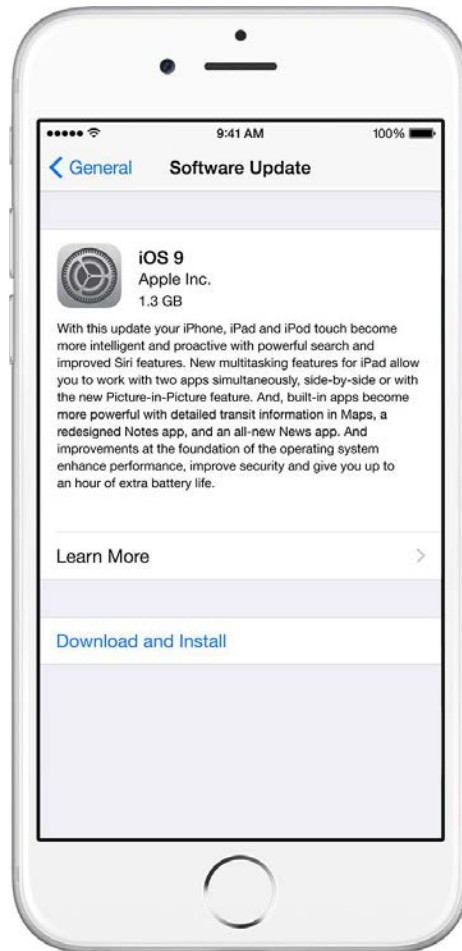 9:41 AM
100%
General
Software Update
iOS 9
Apple Inc.
1.3 GB
With this update your iPhone, iPad and iPod touch become
more intelligent and proactive with powerful search and
improved Siri features. New multitasking features for iPad allow
you to work with two apps simultaneously, side-by-side or with
the new Picture-in-Picture feature. And, built-in apps become
more powerful with detailed transit information in Maps, a
redesigned Notes app, and an all-new News app. And
improvements at the foundation of the operating system
enhance performance, improve security and give you up to
an hour of extra battery life.
Learn More
Download and Install